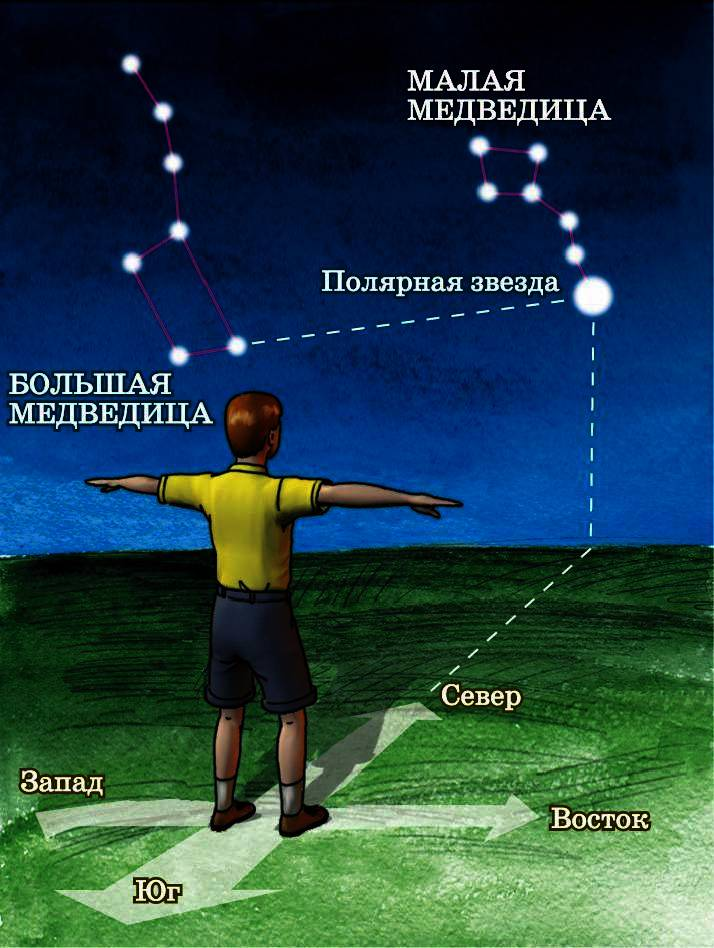 МАЛАЯ
МЕДВЕДИЦА
Полярная звезда
БОЛЬШАЯ
МЕДВЕДИЦА
Север
Запад
Восток
Юг